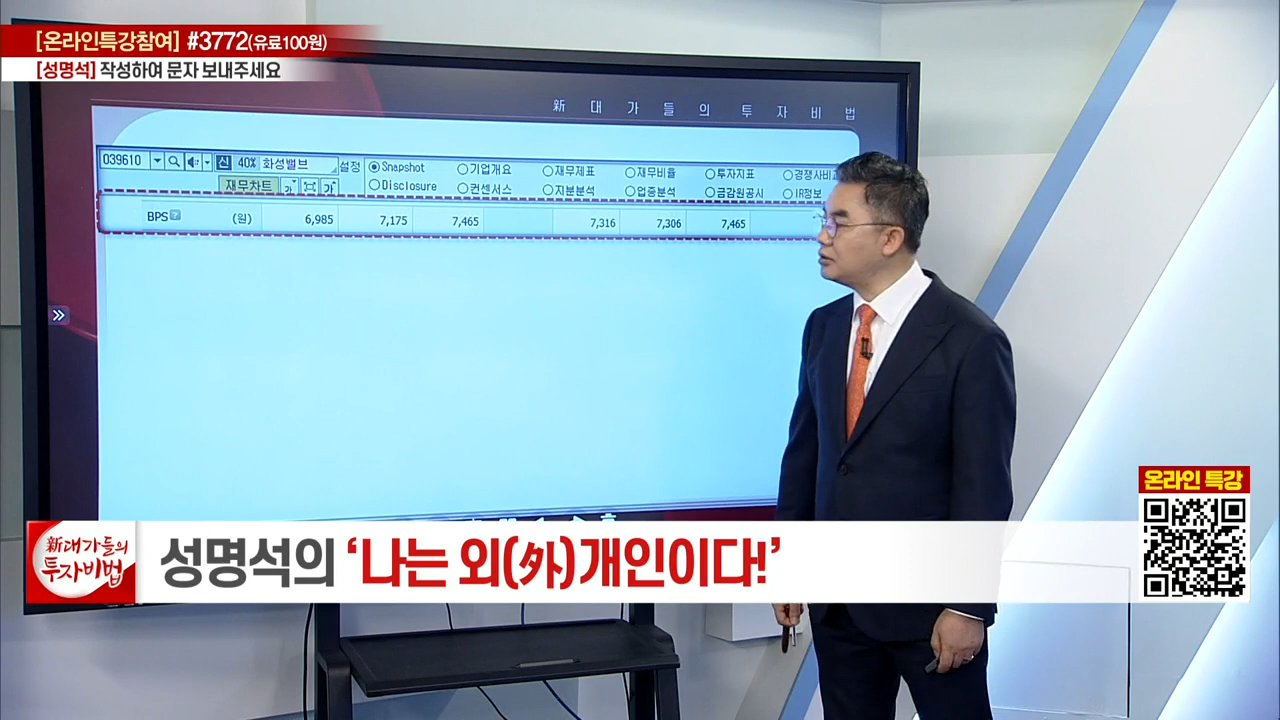 [온라인특강참여] #3772(유료100원)
[성명석] 작성하여 문자 보내주세요
新 대 가 들 의 투 자 비 법
039610 신 40% 화성밸브 설정 Snapshot 기업개요 재무제표 재무비율 투자지표 경쟁사비교
재무차트 가 가 Disclosure 컨센서스 지분분석 업종분석 금감원공시 IR정보
BPS (원) 6,985 7,175 7,465 7,316 7,306 7,465
온라인 특강
新대가들의
투자비법
성명석의 ‘나는 외(外)개인이다!’